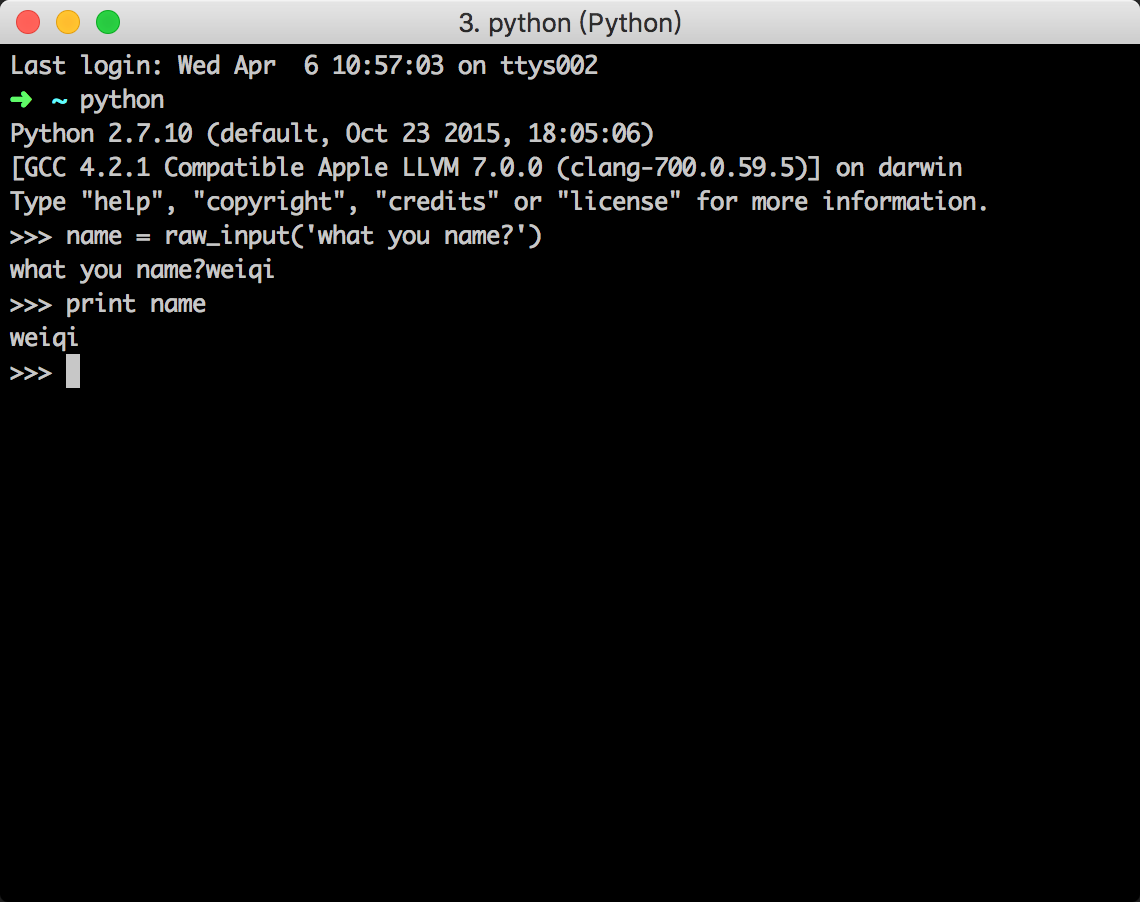 3. python (Python)
Last login: Wed Apr  6 10:57:03 on ttys002
➜  ~ python
Python 2.7.10 (default, Oct 23 2015, 18:05:06)
[GCC 4.2.1 Compatible Apple LLVM 7.0.0 (clang-700.0.59.5)] on darwin
Type "help", "copyright", "credits" or "license" for more information.
>>> name = raw_input('what you name?')
what you name?weiqi
>>> print name
weiqi
>>>